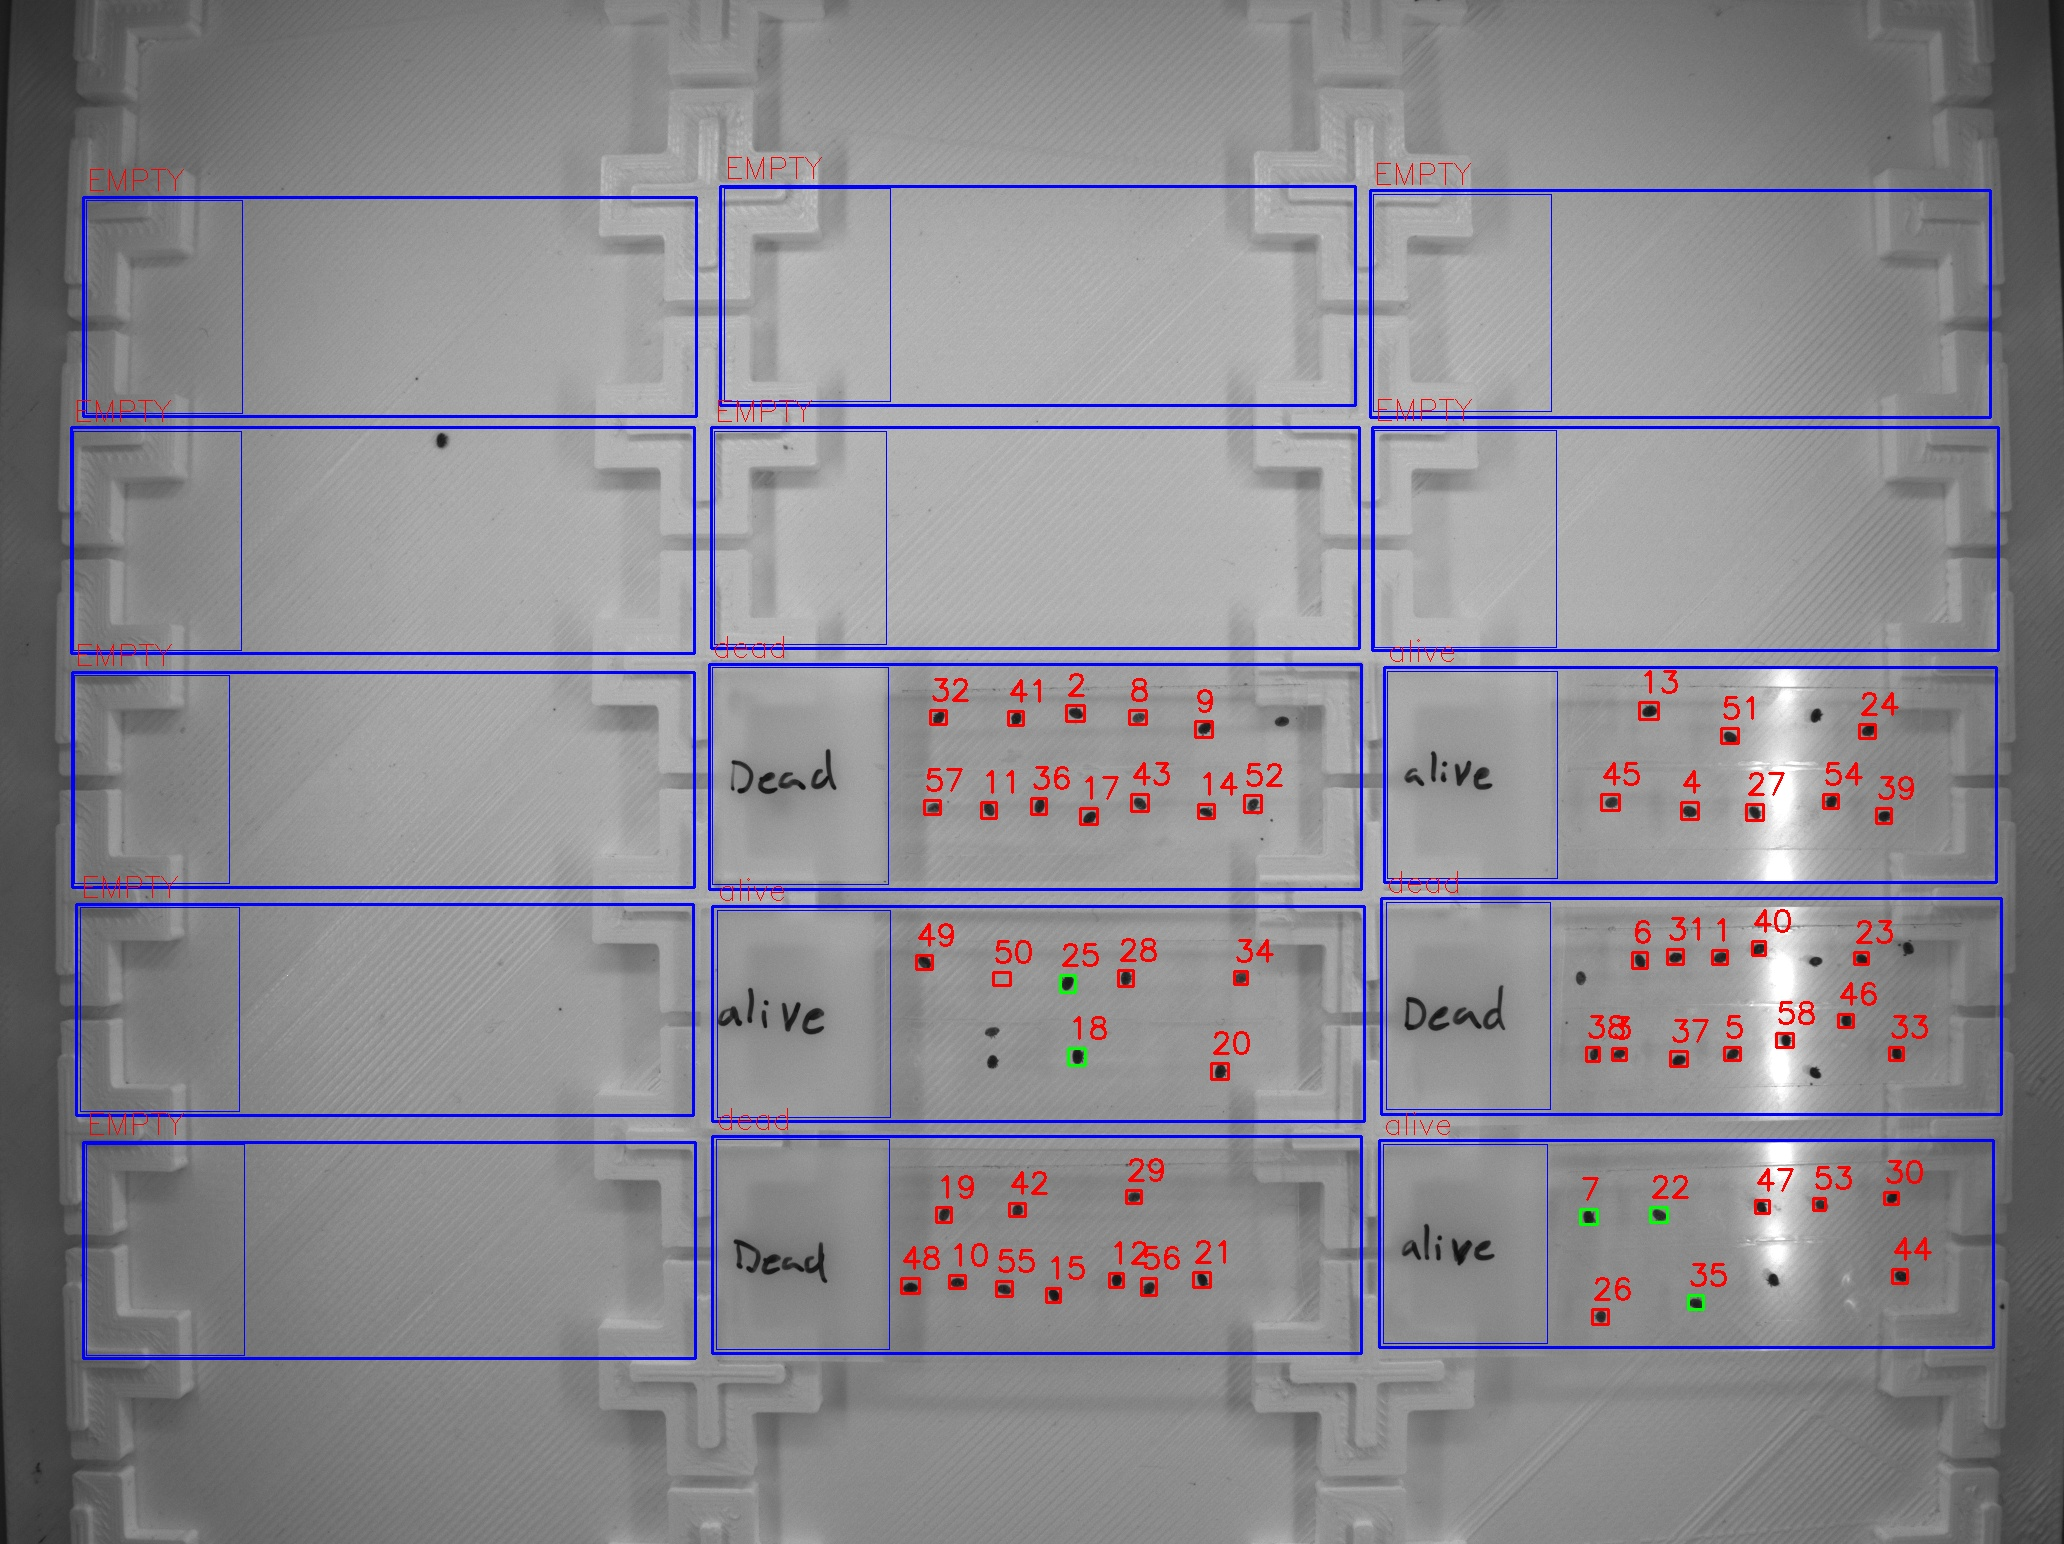 EMPTY
EMPTY
EMPTY
EMPTY
EMPTY
EMPTY
EMPTY
dead
alive
32 41 2 8 9
57 11 36 17 43 14 52
Dead
13 51 24
45 4 27 54 39
alive
EMPTY
alive
dead
49 50 25 28 34
18 20
alive
6 31 1 40 23
38 3 37 5 58 46 33
Dead
EMPTY
dead
alive
19 42 29
48 10 55 15 12 56 21
Dead
7 22 47 53 30
26 35 44
alive